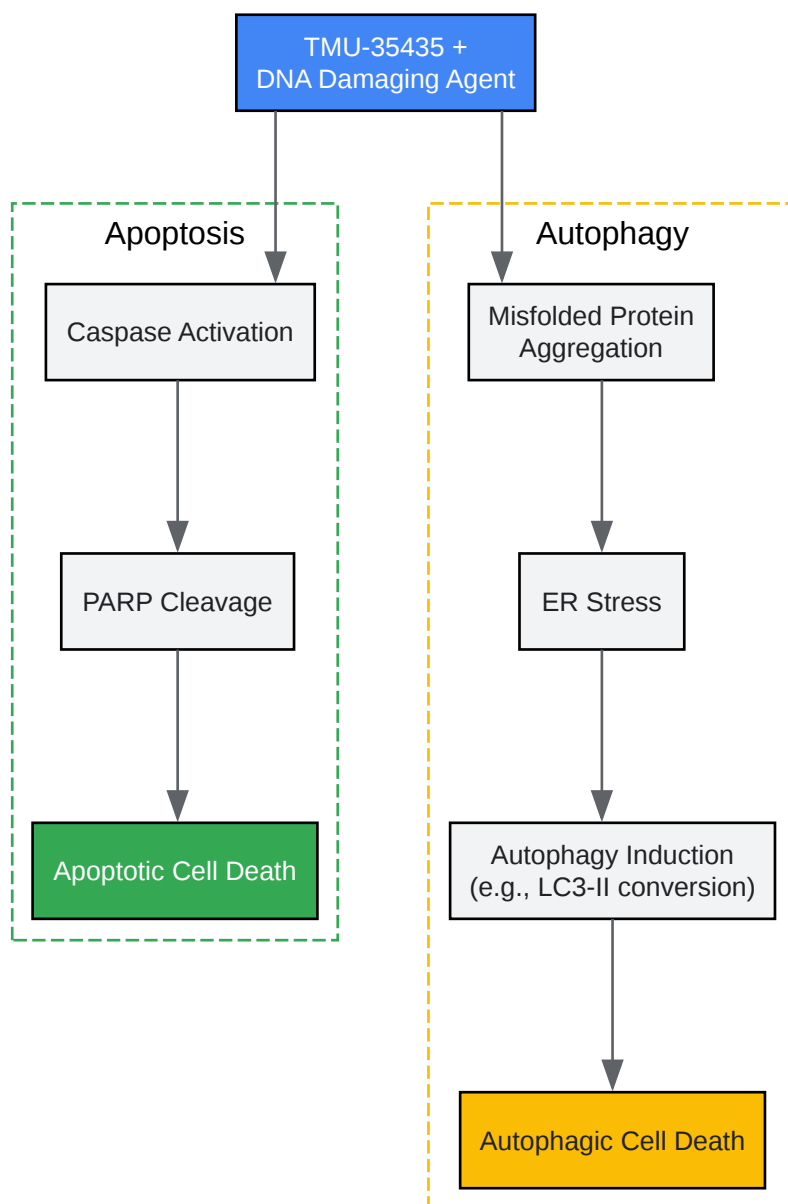 TMU-35435 +
DNA Damaging Agent
Apoptosis
Caspase Activation
PARP Cleavage
Apoptotic Cell Death
Autophagy
Misfolded Protein
Aggregation
ER Stress
Autophagy Induction
(e.g., LC3-II conversion)
Autophagic Cell Death